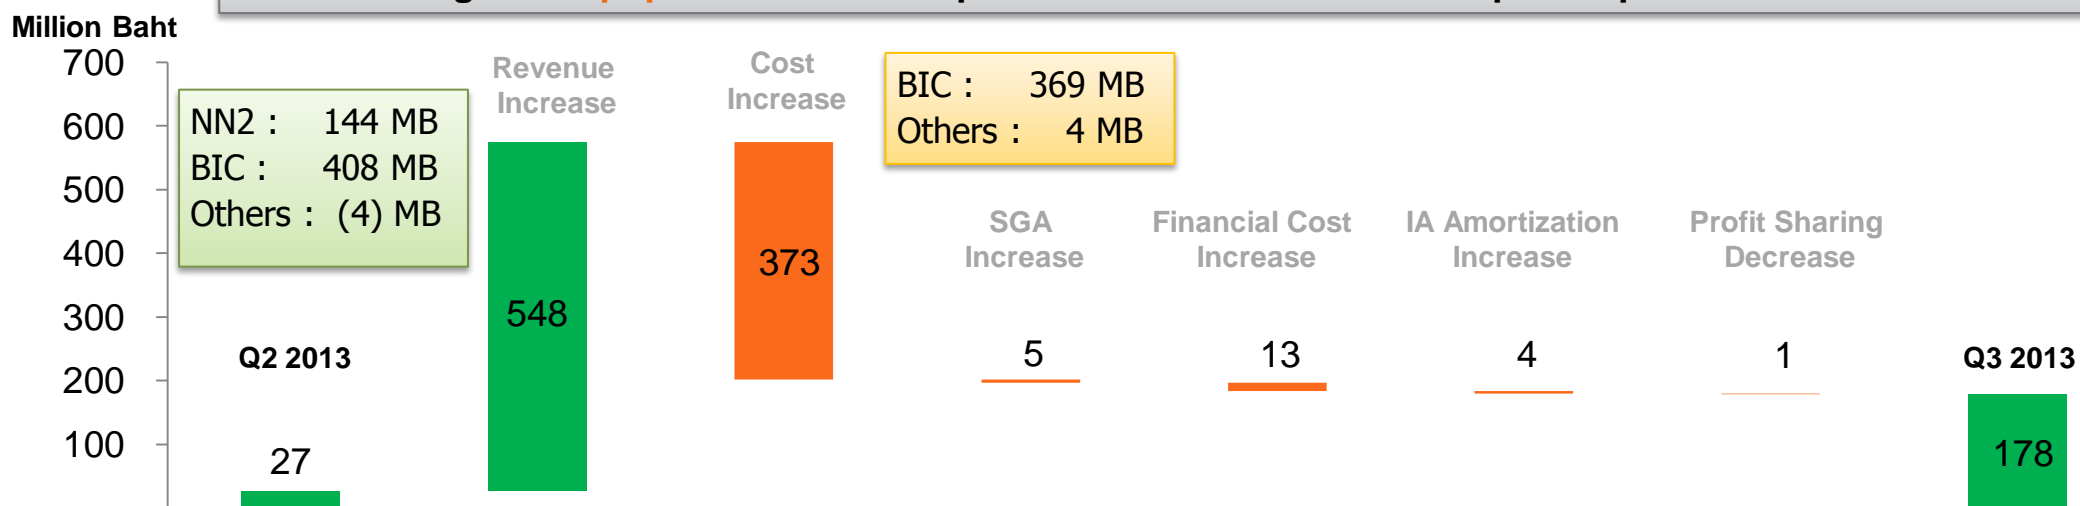 Million Baht
700
600
500
400
300
200
100
NN2 : 144 MB
BIC : 408 MB
Others : (4) MB
Revenue
Increase
Cost
Increase
BIC : 369 MB
Others : 4 MB
SGA
Increase
Financial Cost
Increase
IA Amortization
Increase
Profit Sharing
Decrease
Q2 2013
27
548
373
5
13
4
1
Q3 2013
178